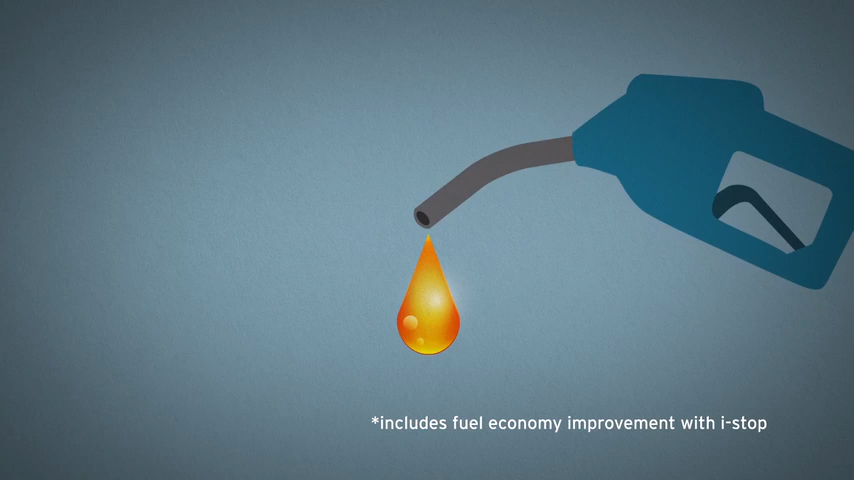 *includes fuel economy improvement with i-stop